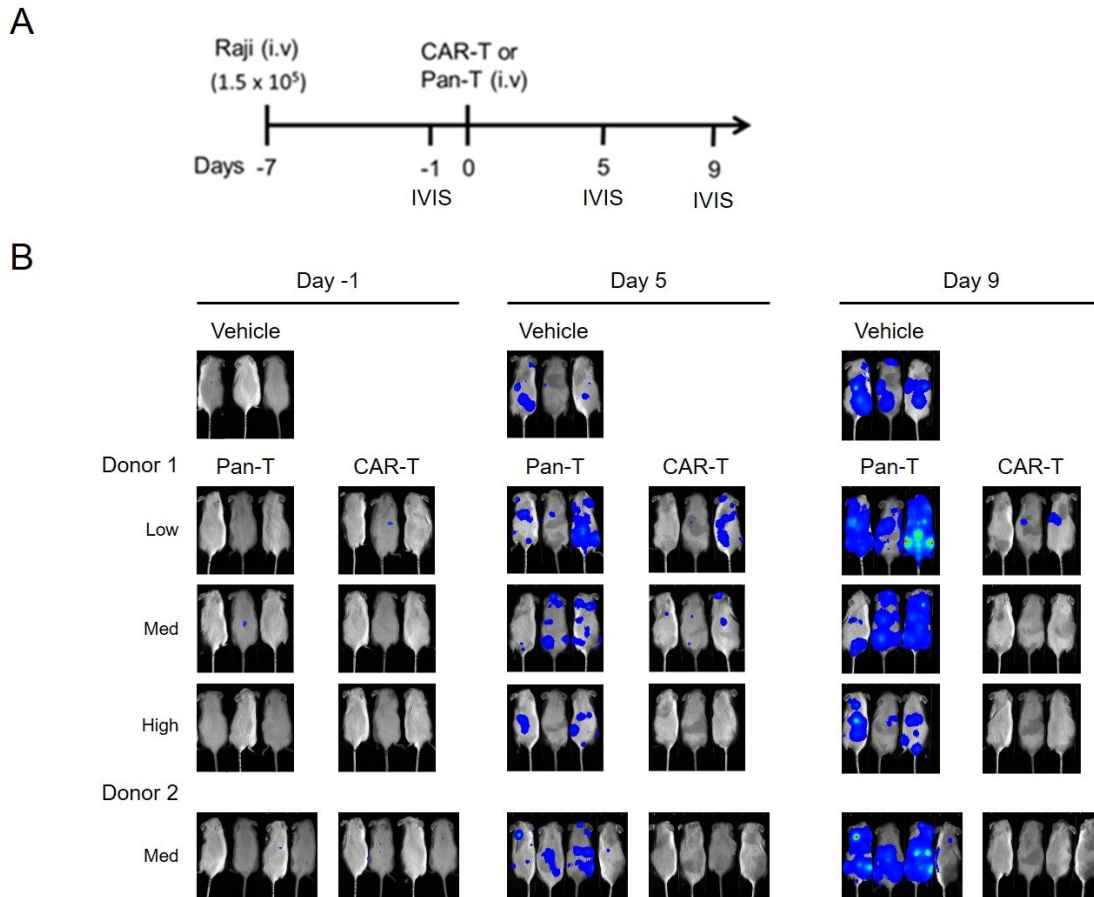 A
Raji (i.v)
(1.5 x 10⁵)
CAR-T or
Pan-T (i.v)
Days -7 -1 0 5 9
IVIS IVIS IVIS
B
Day -1 Day 5 Day 9
Vehicle Vehicle Vehicle
Donor 1 Pan-T CAR-T Pan-T CAR-T Pan-T CAR-T
Low
Med
High
Donor 2
Med